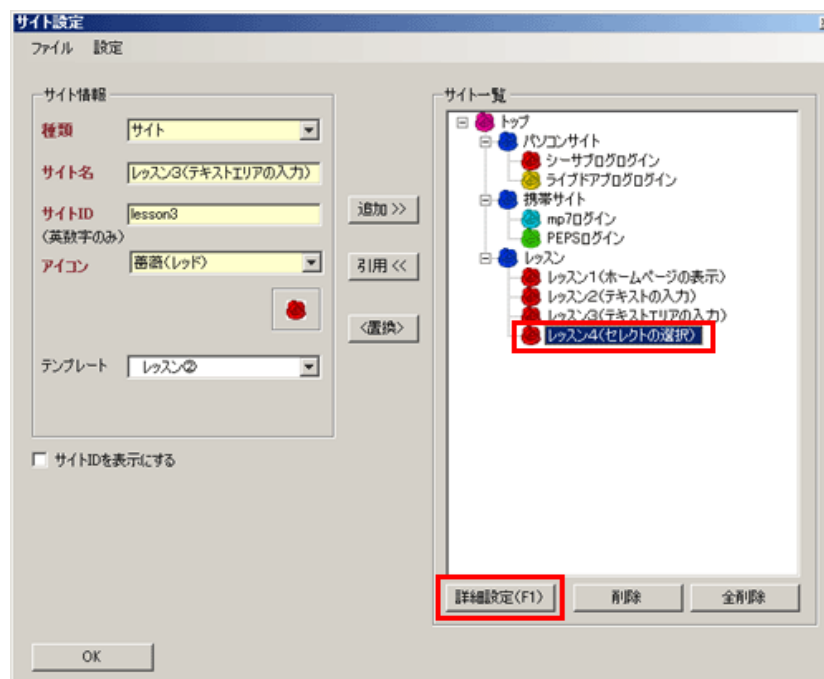 サイト設定
ファイル 設定
サイト情報
種類 サイト
サイト名 レッスン3(テキストエリアの入力)
サイトID lesson3
(英数字のみ)
アイコン 薔薇(レッド)
テンプレート レッスン②
サイトIDを表示にする
OK
追加 >>
引用 <<
<置換>
サイト一覧
トップ
パソコンサイト
シーサブログログイン
ライブドアブログログイン
携帯サイト
mp7ログイン
PEPSログイン
レッスン
レッスン1(ホームページの表示)
レッスン2(テキストの入力)
レッスン3(テキストエリアの入力)
レッスン4(セレクトの選択)
詳細設定(F1) 削除 全削除